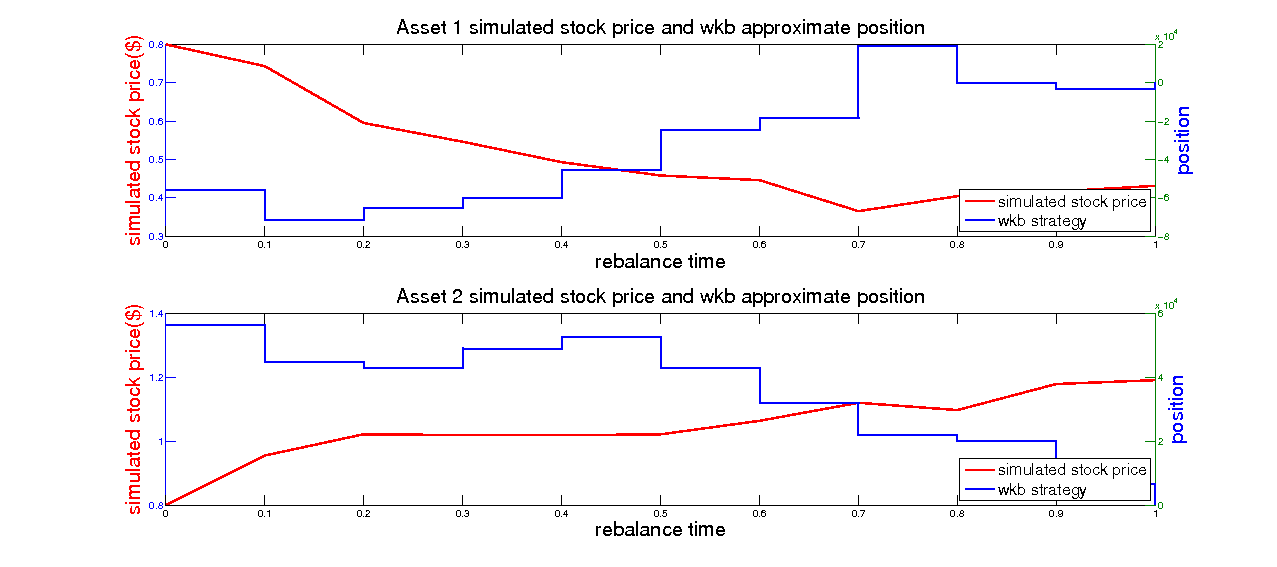 Asset 1 simulated stock price and wkb approximate position
x 10^4
simulated stock price($)
0.8
0.7
0.6
0.5
0.4
0.3
2
0
-2
-4
-6
-8
position
simulated stock price
wkb strategy
0 0.1 0.2 0.3 0.4 0.5 0.6 0.7 0.8 0.9 1
rebalance time
Asset 2 simulated stock price and wkb approximate position
x 10^4
simulated stock price($)
1.4
1.2
1
0.8
6
4
2
0
position
simulated stock price
wkb strategy
0 0.1 0.2 0.3 0.4 0.5 0.6 0.7 0.8 0.9 1
rebalance time